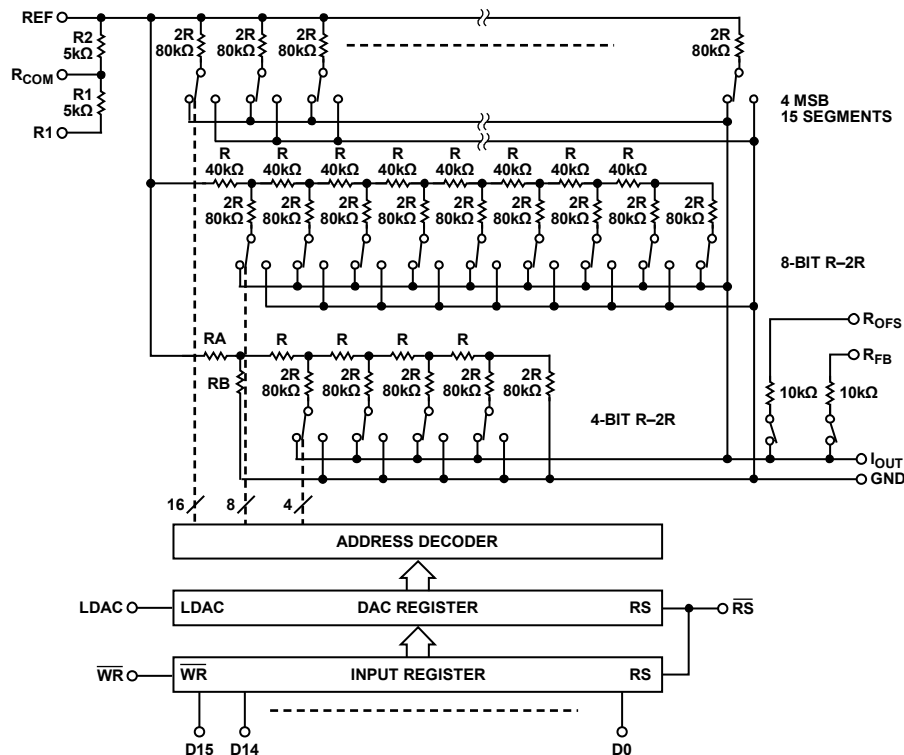 REF
R2
5kΩ
RCOM
R1
5kΩ
R1
2R
80kΩ
2R
80kΩ
2R
80kΩ
2R
80kΩ
4 MSB
15 SEGMENTS
R
40kΩ
R
40kΩ
R
40kΩ
R
40kΩ
R
40kΩ
R
40kΩ
R
40kΩ
R
40kΩ
2R
80kΩ
2R
80kΩ
2R
80kΩ
2R
80kΩ
2R
80kΩ
2R
80kΩ
2R
80kΩ
2R
80kΩ
2R
80kΩ
8-BIT R–2R
RA
R
R
R
R
RB
2R
80kΩ
2R
80kΩ
2R
80kΩ
2R
80kΩ
2R
80kΩ
4-BIT R–2R
ROFS
RFB
10kΩ
10kΩ
IOUT
GND
16
8
4
ADDRESS DECODER
LDAC
LDAC
DAC REGISTER
RS
RS
WR
WR
INPUT REGISTER
RS
D15
D14
D0